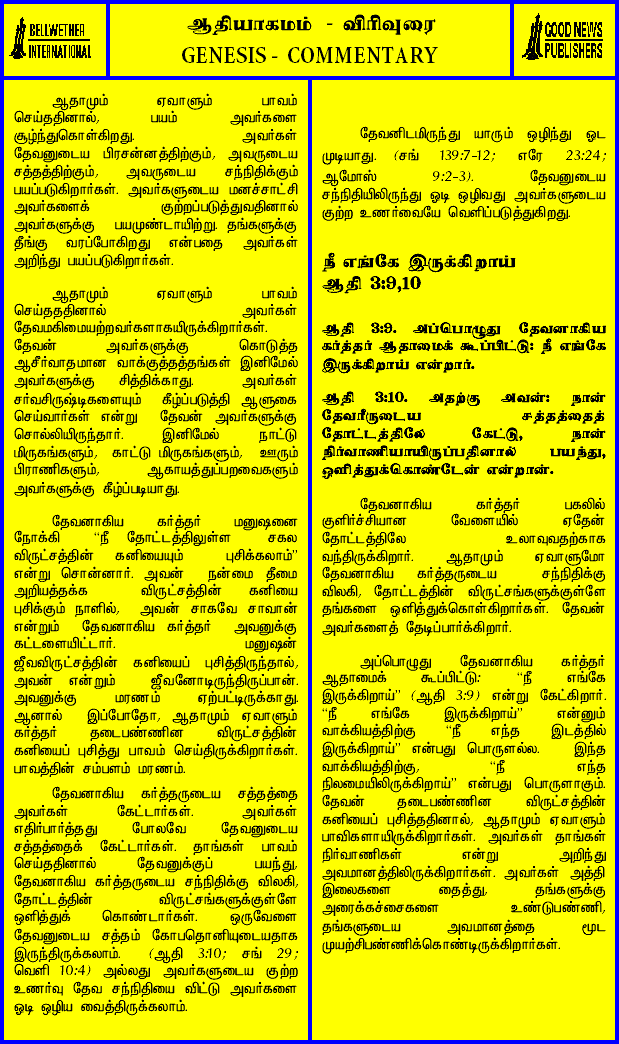 BELLWETHER
INTERNATIONAL
ஆதியாகமம் - விரிவுரை
GENESIS - COMMENTARY
GOOD NEWS
PUBLISHERS
ஆதாமும் ஏவாளும் பாவம்
செய்ததினால், பயம் அவர்களை
சூழ்ந்துகொள்கிறது. அவர்கள்
தேவனுடைய பிரசன்னத்திற்கும், அவருடைய
சத்தத்திற்கும், அவருடைய சந்நிதிக்கும்
பயப்படுகிறார்கள். அவர்களுடைய மனச்சாட்சி
அவர்களைக் குற்றப்படுத்துவதினால்
அவர்களுக்கு பயமுண்டாயிற்று. தங்களுக்கு
தீங்கு வரப்போகிறது என்பதை அவர்கள்
அறிந்து பயப்படுகிறார்கள்.
ஆதாமும் ஏவாளும் பாவம்
செய்தததினால் அவர்கள்
தேவமகிமையற்றவர்களாகயிருக்கிறார்கள்.
தேவன் அவர்களுக்கு கொடுத்த
ஆசீர்வாதமான வாக்குத்தத்தங்கள் இனிமேல்
அவர்களுக்கு சித்திக்காது. அவர்கள்
சர்வசிருஷ்டிகளையும் கீழ்ப்படுத்தி ஆளுகை
செய்வார்கள் என்று தேவன் அவர்களுக்கு
சொல்லியிருந்தார். இனிமேல் நாட்டு
மிருகங்களும், காட்டு மிருகங்களும், ஊரும்
பிராணிகளும், ஆகாயத்துப்பறவைகளும்
அவர்களுக்கு கீழ்ப்படியாது.
தேவனாகிய கர்த்தர் மனுஷனை
நோக்கி “நீ தோட்டத்திலுள்ள சகல
விருட்சத்தின் கனியையும் புசிக்கலாம்”
என்று சொன்னார். அவன் நன்மை தீமை
அறியத்தக்க விருட்சத்தின் கனியை
புசிக்கும் நாளில், அவன் சாகவே சாவான்
என்றும் தேவனாகிய கர்த்தர் அவனுக்கு
கட்டளையிட்டார். மனுஷன்
ஜீவவிருட்சத்தின் கனியைப் புசித்திருந்தால்,
அவன் என்றும் ஜீவனோடிருந்திருப்பான்.
அவனுக்கு மரணம் ஏற்பட்டிருக்காது.
ஆனால் இப்போதோ, ஆதாமும் ஏவாளும்
கர்த்தர் தடைபண்ணின விருட்சத்தின்
கனியைப் புசித்து பாவம் செய்திருக்கிறார்கள்.
பாவத்தின் சம்பளம் மரணம்.
தேவனாகிய கர்த்தருடைய சத்தத்தை
அவர்கள் கேட்டார்கள். அவர்கள்
எதிர்பார்த்தது போலவே தேவனுடைய
சத்தத்தைக் கேட்டார்கள். தாங்கள் பாவம்
செய்ததினால் தேவனுக்குப் பயந்து,
தேவனாகிய கர்த்தருடைய சந்நிதிக்கு விலகி,
தோட்டத்தின் விருட்சங்களுக்குள்ளே
ஒளித்துக் கொண்டார்கள். ஒருவேளை
தேவனுடைய சத்தம் கோபதொனியுடையதாக
இருந்திருக்கலாம். (ஆதி 3:10; சங் 29;
வெளி 10:4) அல்லது அவர்களுடைய குற்ற
உணர்வு தேவ சந்நிதியை விட்டு அவர்களை
ஓடி ஒழிய வைத்திருக்கலாம்.
தேவனிடமிருந்து யாரும் ஒழிந்து ஓட
முடியாது. (சங் 139:7-12; எரே 23:24;
ஆமோஸ் 9:2-3). தேவனுடைய
சந்நிதியிலிருந்து ஓடி ஒழிவது அவர்களுடைய
குற்ற உணர்வையே வெளிப்படுத்துகிறது.
நீ எங்கே இருக்கிறாய்
ஆதி 3:9,10
ஆதி 3:9. அப்பொழுது தேவனாகிய
கர்த்தர் ஆதாமைக் கூப்பிட்டு: நீ எங்கே
இருக்கிறாய் என்றார்.
ஆதி 3:10. அதற்கு அவன்: நான்
தேவரீருடைய சத்தத்தைத்
தோட்டத்திலே கேட்டு, நான்
நிர்வாணியாயிருப்பதினால் பயந்து,
ஒளித்துக்கொண்டேன் என்றான்.
தேவனாகிய கர்த்தர் பகலில்
குளிர்ச்சியான வேளையில் ஏதேன்
தோட்டத்திலே உலாவுவதற்காக
வந்திருக்கிறார். ஆதாமும் ஏவாளுமோ
தேவனாகிய கர்த்தருடைய சந்நிதிக்கு
விலகி, தோட்டத்தின் விருட்சங்களுக்குள்ளே
தங்களை ஒளித்துக்கொள்கிறார்கள். தேவன்
அவர்களைத் தேடிப்பார்க்கிறார்.
அப்பொழுது தேவனாகிய கர்த்தர்
ஆதாமைக் கூப்பிட்டு: “நீ எங்கே
இருக்கிறாய்” (ஆதி 3:9) என்று கேட்கிறார்.
“நீ எங்கே இருக்கிறாய்” என்னும்
வாக்கியத்திற்கு “நீ எந்த இடத்தில்
இருக்கிறாய்” என்பது பொருளல்ல. இந்த
வாக்கியத்திற்கு, “நீ எந்த
நிலமையிலிருக்கிறாய்” என்பது பொருளாகும்.
தேவன் தடைபண்ணின விருட்சத்தின்
கனியைப் புசித்ததினால், ஆதாமும் ஏவாளும்
பாவிகளாயிருக்கிறார்கள். அவர்கள் தாங்கள்
நிர்வாணிகள் என்று அறிந்து
அவமானத்திலிருக்கிறார்கள். அவர்கள் அத்தி
இலைகளை தைத்து, தங்களுக்கு
அரைக்கச்சைகளை உண்டுபண்ணி,
தங்களுடைய அவமானத்தை மூட
முயற்சிபண்ணிக்கொண்டிருக்கிறார்கள்.